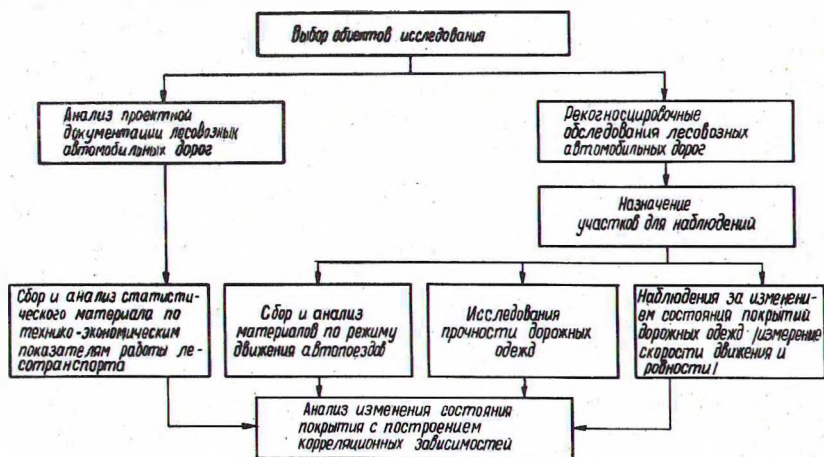 Выбор объектов исследования
Анализ проектной
документации лесовозных
автомобильных дорог
Рекогносцировочные
обследования лесовозных
автомобильных дорог
Назначение
участков для наблюдений
Сбор и анализ статисти-
ческого материала по
технико-экономическим
показателям работы ле-
сотранспорта
Сбор и анализ
материалов по режиму
движения автопоездов
Исследования
прочности дорожных
одежд
Наблюдения за изменени-
ем состояния покрытий
дорожных одежд /измерение
скорости движения и
ровности/
Анализ изменения состояния
покрытия с построением
корреляционных зависимостей